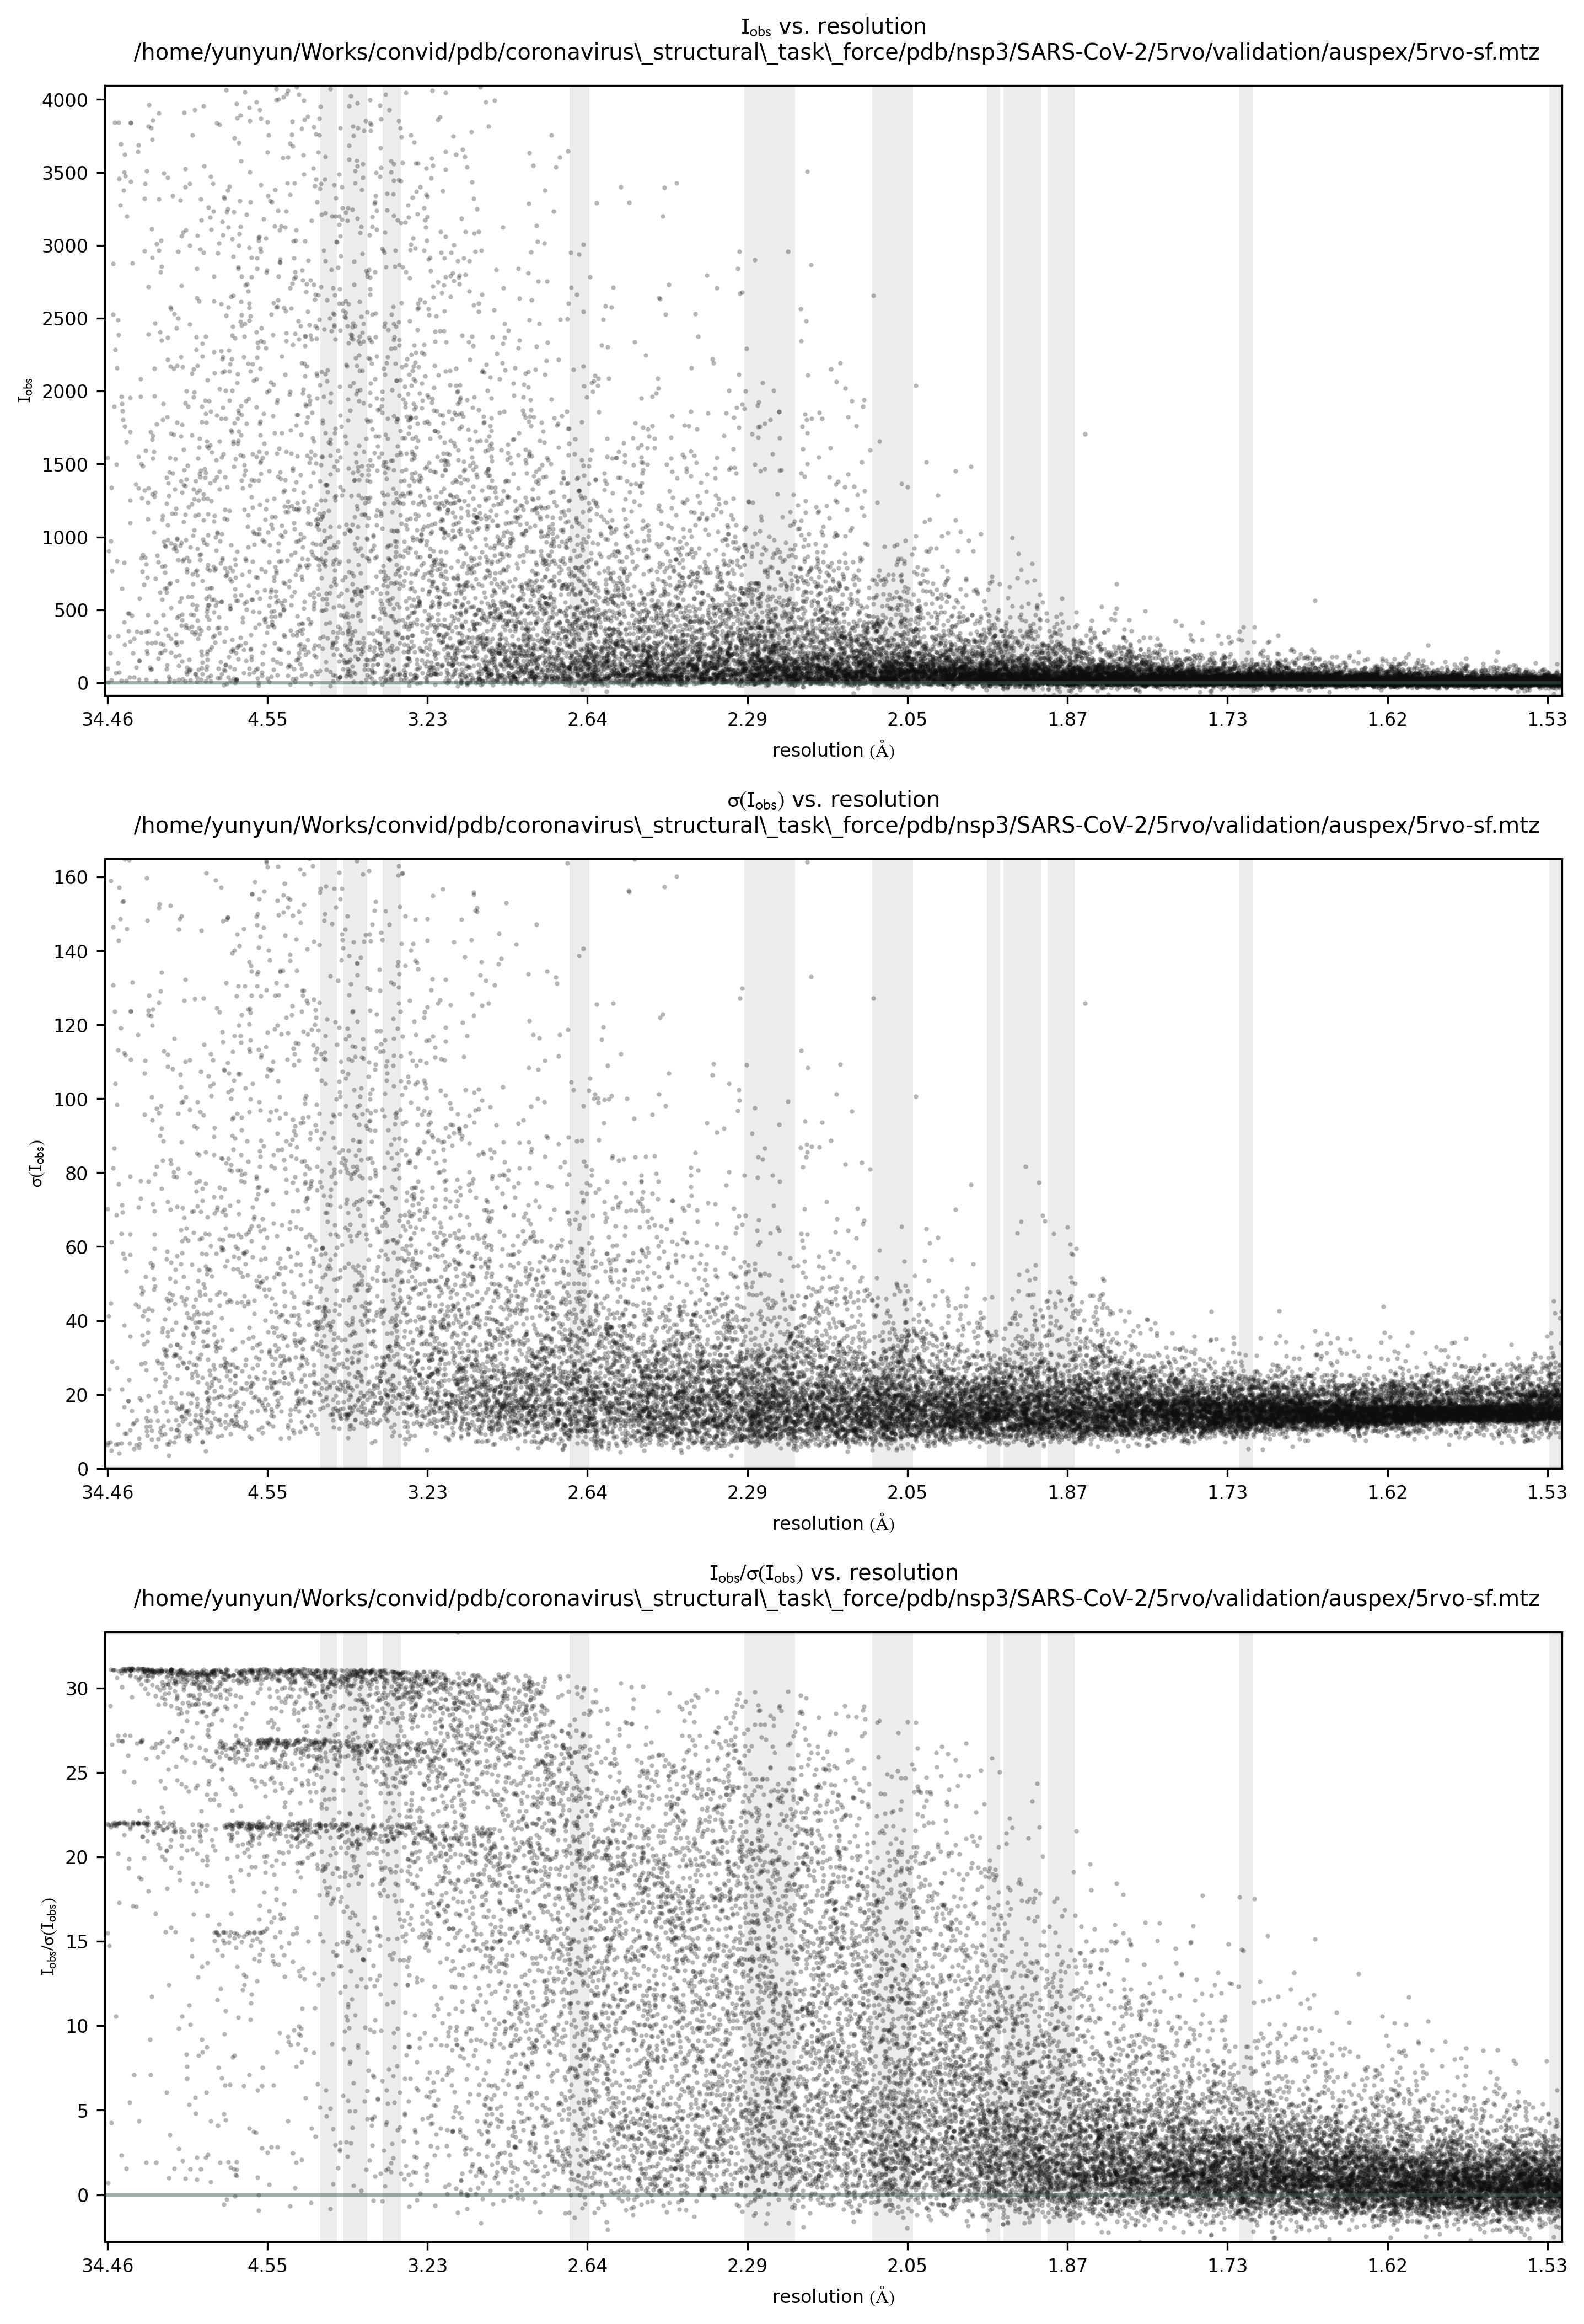 Iobs vs. resolution
/home/yunyun/Works/convid/pdb/coronavirus\_structural\_task\_force/pdb/nsp3/SARS-CoV-2/5rvo/validation/auspex/5rvo-sf.mtz
4000
3500
3000
2500
2000
1500
1000
500
0
Iobs
34.46 4.55 3.23 2.64 2.29 2.05 1.87 1.73 1.62 1.53
resolution (Å)
σ(Iobs) vs. resolution
/home/yunyun/Works/convid/pdb/coronavirus\_structural\_task\_force/pdb/nsp3/SARS-CoV-2/5rvo/validation/auspex/5rvo-sf.mtz
160
140
120
100
80
60
40
20
0
σ(Iobs)
34.46 4.55 3.23 2.64 2.29 2.05 1.87 1.73 1.62 1.53
resolution (Å)
Iobs/σ(Iobs) vs. resolution
/home/yunyun/Works/convid/pdb/coronavirus\_structural\_task\_force/pdb/nsp3/SARS-CoV-2/5rvo/validation/auspex/5rvo-sf.mtz
30
25
20
15
10
5
0
Iobs/σ(Iobs)
34.46 4.55 3.23 2.64 2.29 2.05 1.87 1.73 1.62 1.53
resolution (Å)